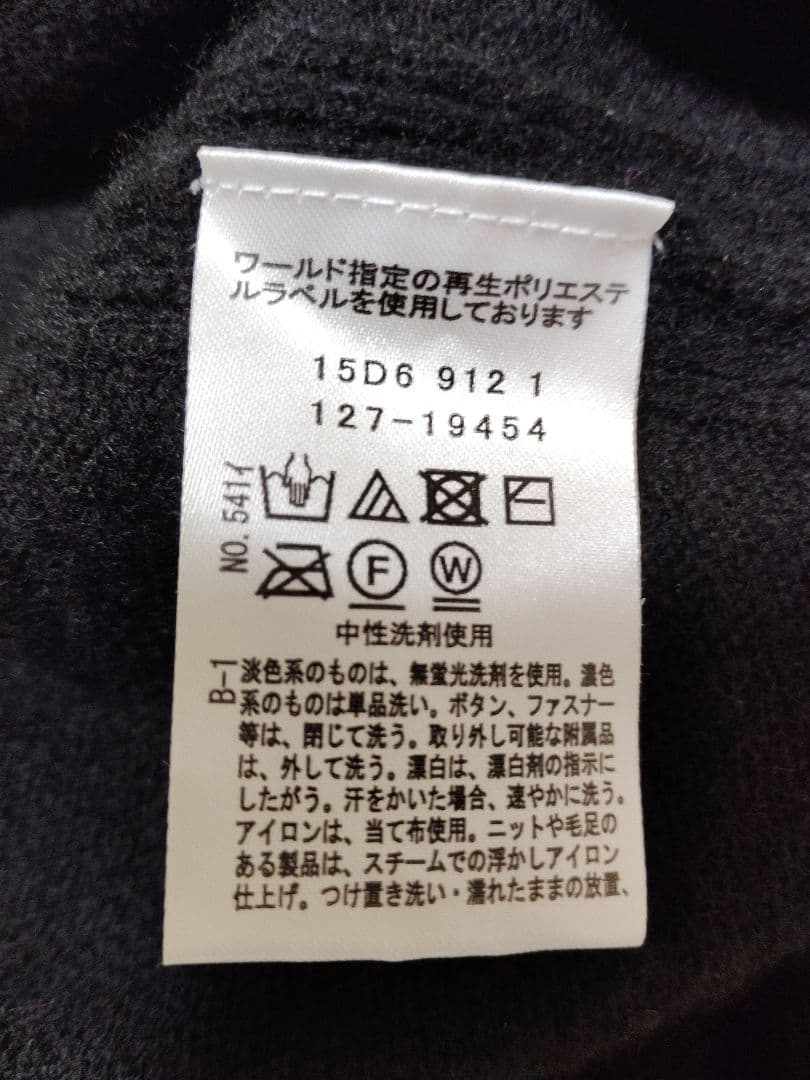 ワールド指定の再生ポリエステ
ルラベルを使用しております
15D6 912 1
127-19454
NO. 541イ
F
W
中性洗剤使用
B-1
淡色系のものは、無蛍光洗剤を使用。濃色
系のものは単品洗い。ボタン、ファスナー
等は、閉じて洗う。取り外し可能な附属品
は、外して洗う。漂白は、漂白剤の指示に
したがう。汗をかいた場合、速やかに洗う。
アイロンは、当て布使用。ニットや毛足の
ある製品は、スチームでの浮かしアイロン
仕上げ。つけ置き洗い・濡れたままの放置、